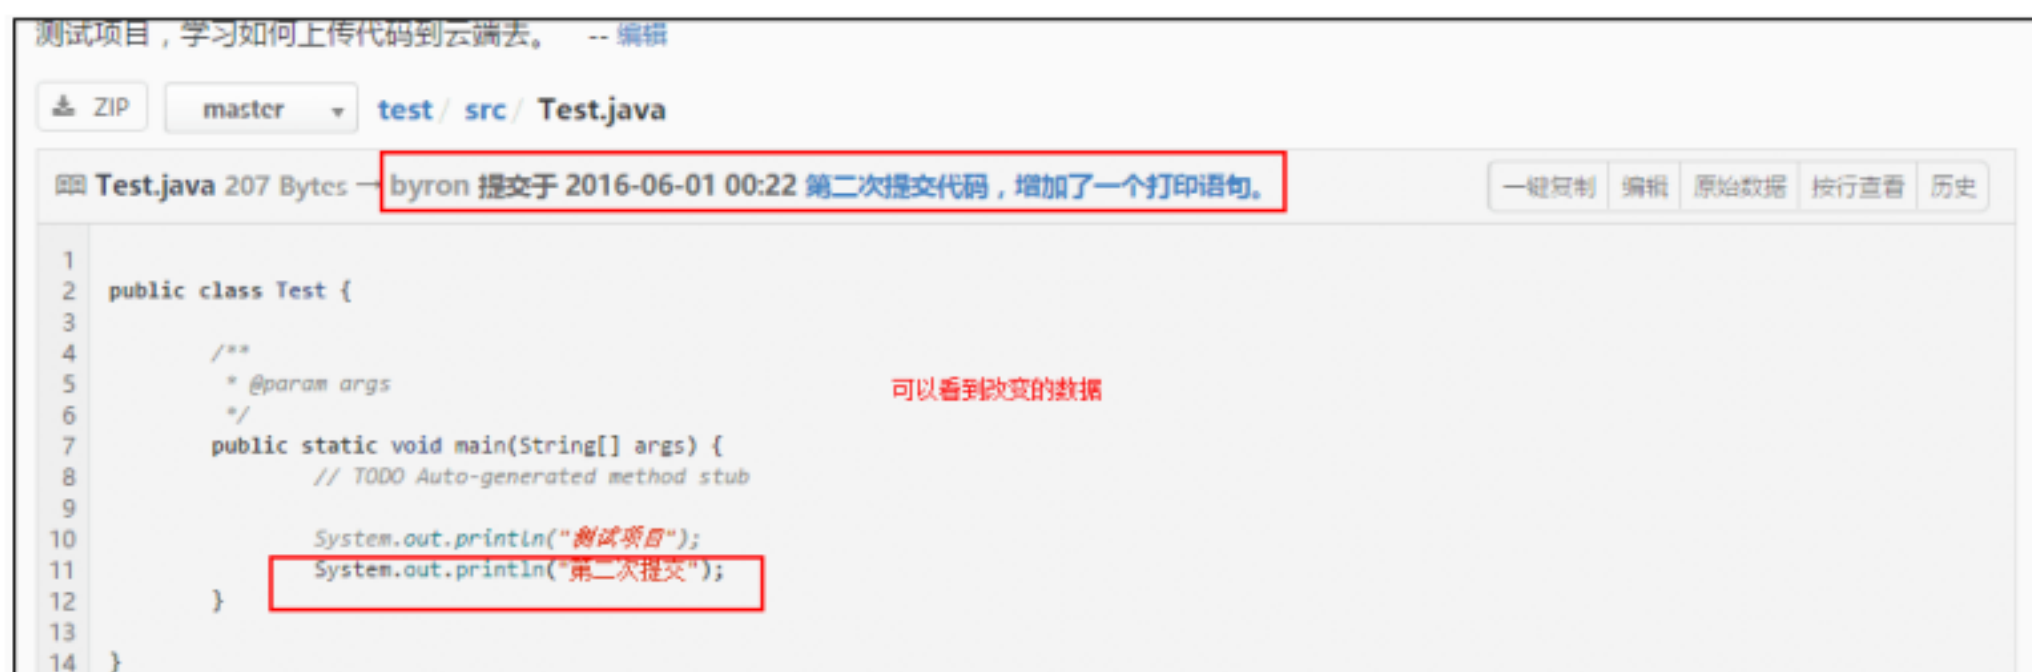 测试项目，学习如何上传代码到云端去。 -- 编辑
ZIP master test / src / Test.java
Test.java 207 Bytes → byron 提交于 2016-06-01 00:22 第二次提交代码，增加了一个打印语句。 一键复制 编辑 原始数据 按行查看 历史
1
2 public class Test {
3
4 /**
5 * @param args
可以看到改变的数据
6 */
7 public static void main(String[] args) {
8 // TODO Auto-generated method stub
9
10 System.out.println("测试项目");
11 System.out.println("第二次提交");
12 }
13
14 }